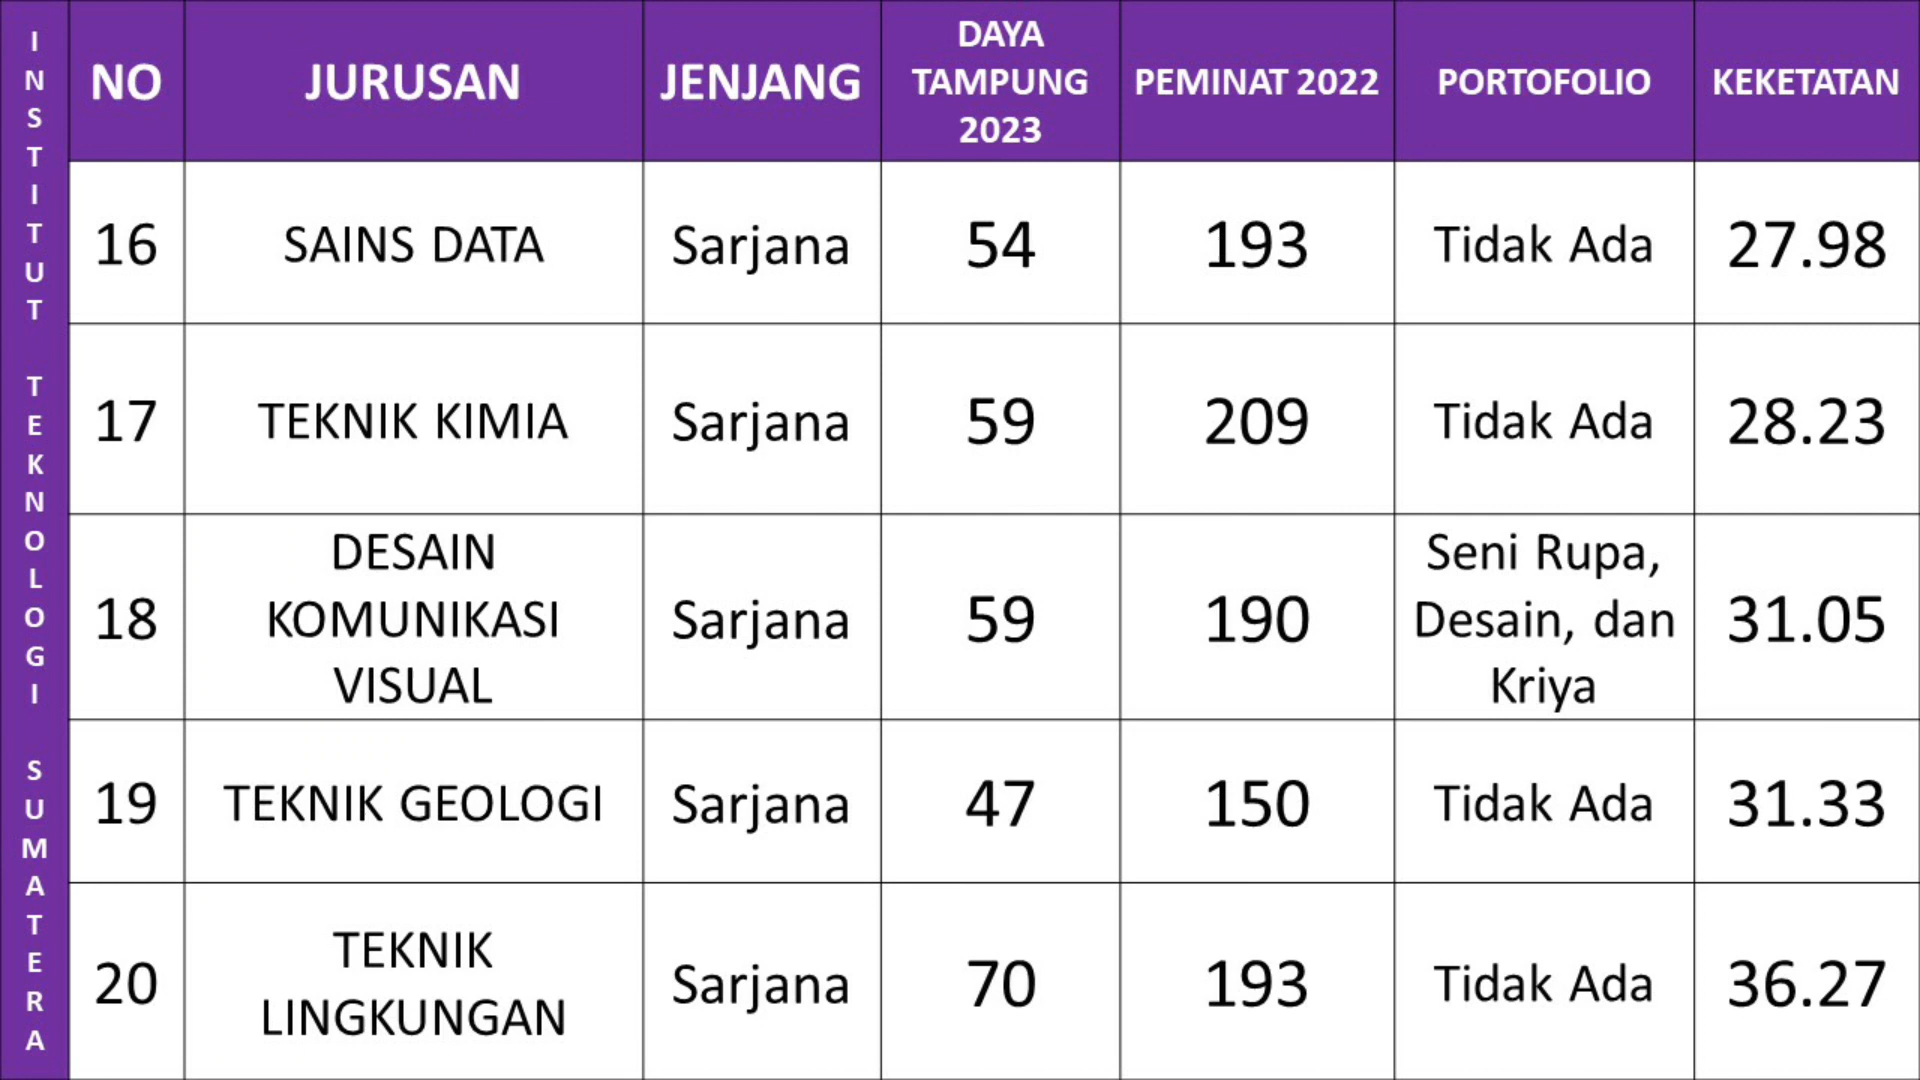 INSTITUT TEKNOLOGI SUMATERA
NO JURUSAN JENJANG DAYA TAMPUNG 2023 PEMINAT 2022 PORTOFOLIO KEKETATAN
16 SAINS DATA Sarjana 54 193 Tidak Ada 27.98
17 TEKNIK KIMIA Sarjana 59 209 Tidak Ada 28.23
18 DESAIN KOMUNIKASI VISUAL Sarjana 59 190 Seni Rupa, Desain, dan Kriya 31.05
19 TEKNIK GEOLOGI Sarjana 47 150 Tidak Ada 31.33
20 TEKNIK LINGKUNGAN Sarjana 70 193 Tidak Ada 36.27